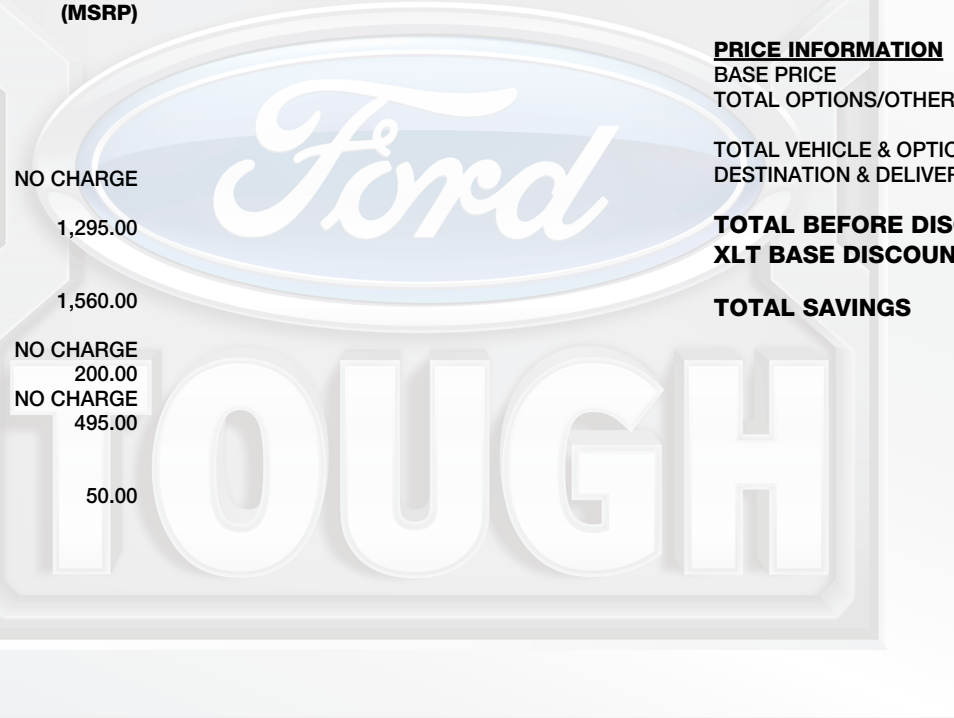 (MSRP)
NO CHARGE
1,295.00
1,560.00
NO CHARGE
200.00
NO CHARGE
495.00
50.00
PRICE INFORMATION
BASE PRICE
TOTAL OPTIONS/OTHER
TOTAL VEHICLE & OPTIO
DESTINATION & DELIVER
TOTAL BEFORE DISC
XLT BASE DISCOUN
TOTAL SAVINGS
Ford
TOUGH